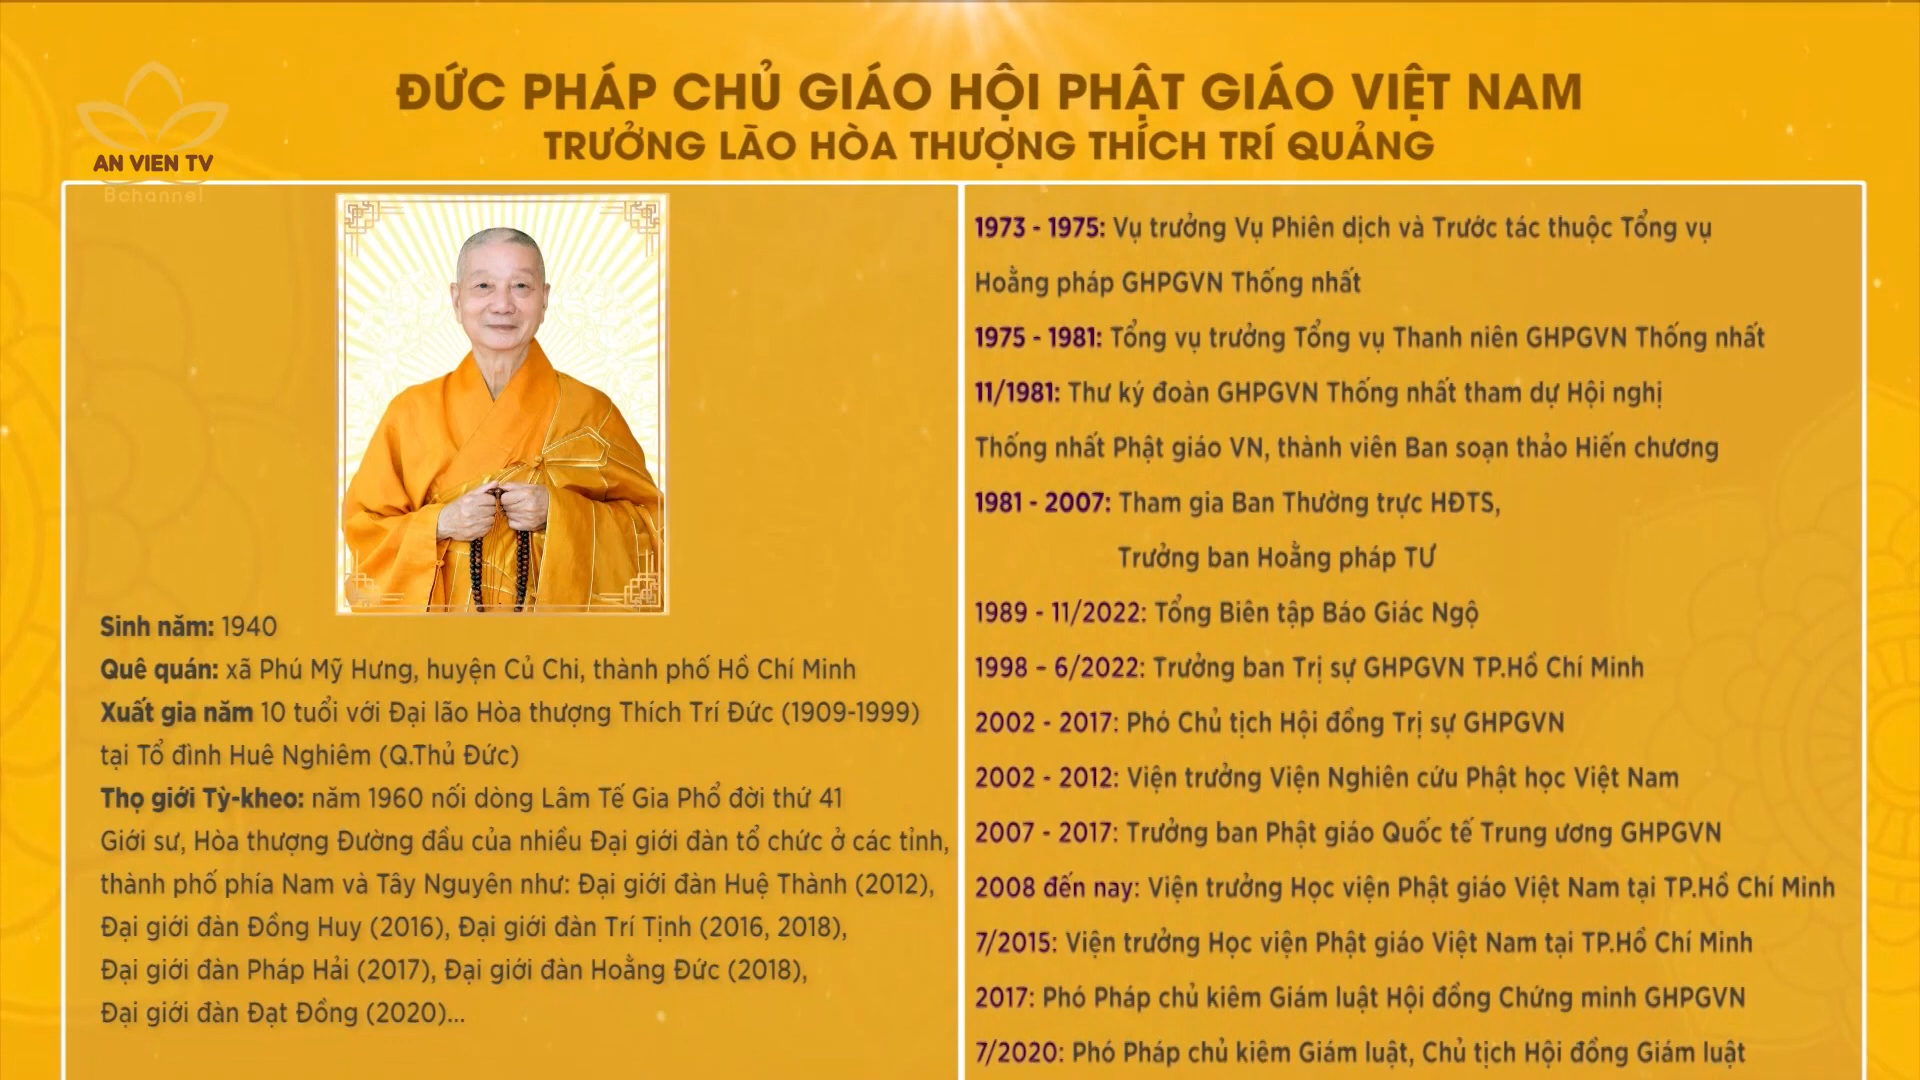 ĐỨC PHÁP CHỦ GIÁO HỘI PHẬT GIÁO VIỆT NAM
TRƯỞNG LÃO HÒA THƯỢNG THÍCH TRÍ QUẢNG
AN VIEN TV
Bchannel
Sinh năm: 1940
Quê quán: xã Phú Mỹ Hưng, huyện Củ Chi, thành phố Hồ Chí Minh
Xuất gia năm 10 tuổi với Đại lão Hòa thượng Thích Trí Đức (1909-1999)
tại Tổ đình Huê Nghiêm (Q.Thủ Đức)
Thọ giới Tỳ-kheo: năm 1960 nối dòng Lâm Tế Gia Phổ đời thứ 41
Giới sư, Hòa thượng Đường đầu của nhiều Đại giới đàn tổ chức ở các tỉnh,
thành phố phía Nam và Tây Nguyên như: Đại giới đàn Huệ Thành (2012),
Đại giới đàn Đồng Huy (2016), Đại giới đàn Trí Tịnh (2016, 2018),
Đại giới đàn Pháp Hải (2017), Đại giới đàn Hoằng Đức (2018),
Đại giới đàn Đạt Đồng (2020)...
1973 - 1975: Vụ trưởng Vụ Phiên dịch và Trước tác thuộc Tổng vụ
Hoằng pháp GHPGVN Thống nhất
1975 - 1981: Tổng vụ trưởng Tổng vụ Thanh niên GHPGVN Thống nhất
11/1981: Thư ký đoàn GHPGVN Thống nhất tham dự Hội nghị
Thống nhất Phật giáo VN, thành viên Ban soạn thảo Hiến chương
1981 - 2007: Tham gia Ban Thường trực HĐTS,
Trưởng ban Hoằng pháp TƯ
1989 - 11/2022: Tổng Biên tập Báo Giác Ngộ
1998 – 6/2022: Trưởng ban Trị sự GHPGVN TP.Hồ Chí Minh
2002 - 2017: Phó Chủ tịch Hội đồng Trị sự GHPGVN
2002 - 2012: Viện trưởng Viện Nghiên cứu Phật học Việt Nam
2007 - 2017: Trưởng ban Phật giáo Quốc tế Trung ương GHPGVN
2008 đến nay: Viện trưởng Học viện Phật giáo Việt Nam tại TP.Hồ Chí Minh
7/2015: Viện trưởng Học viện Phật giáo Việt Nam tại TP.Hồ Chí Minh
2017: Phó Pháp chủ kiêm Giám luật Hội đồng Chứng minh GHPGVN
7/2020: Phó Pháp chủ kiêm Giám luật, Chủ tịch Hội đồng Giám luật